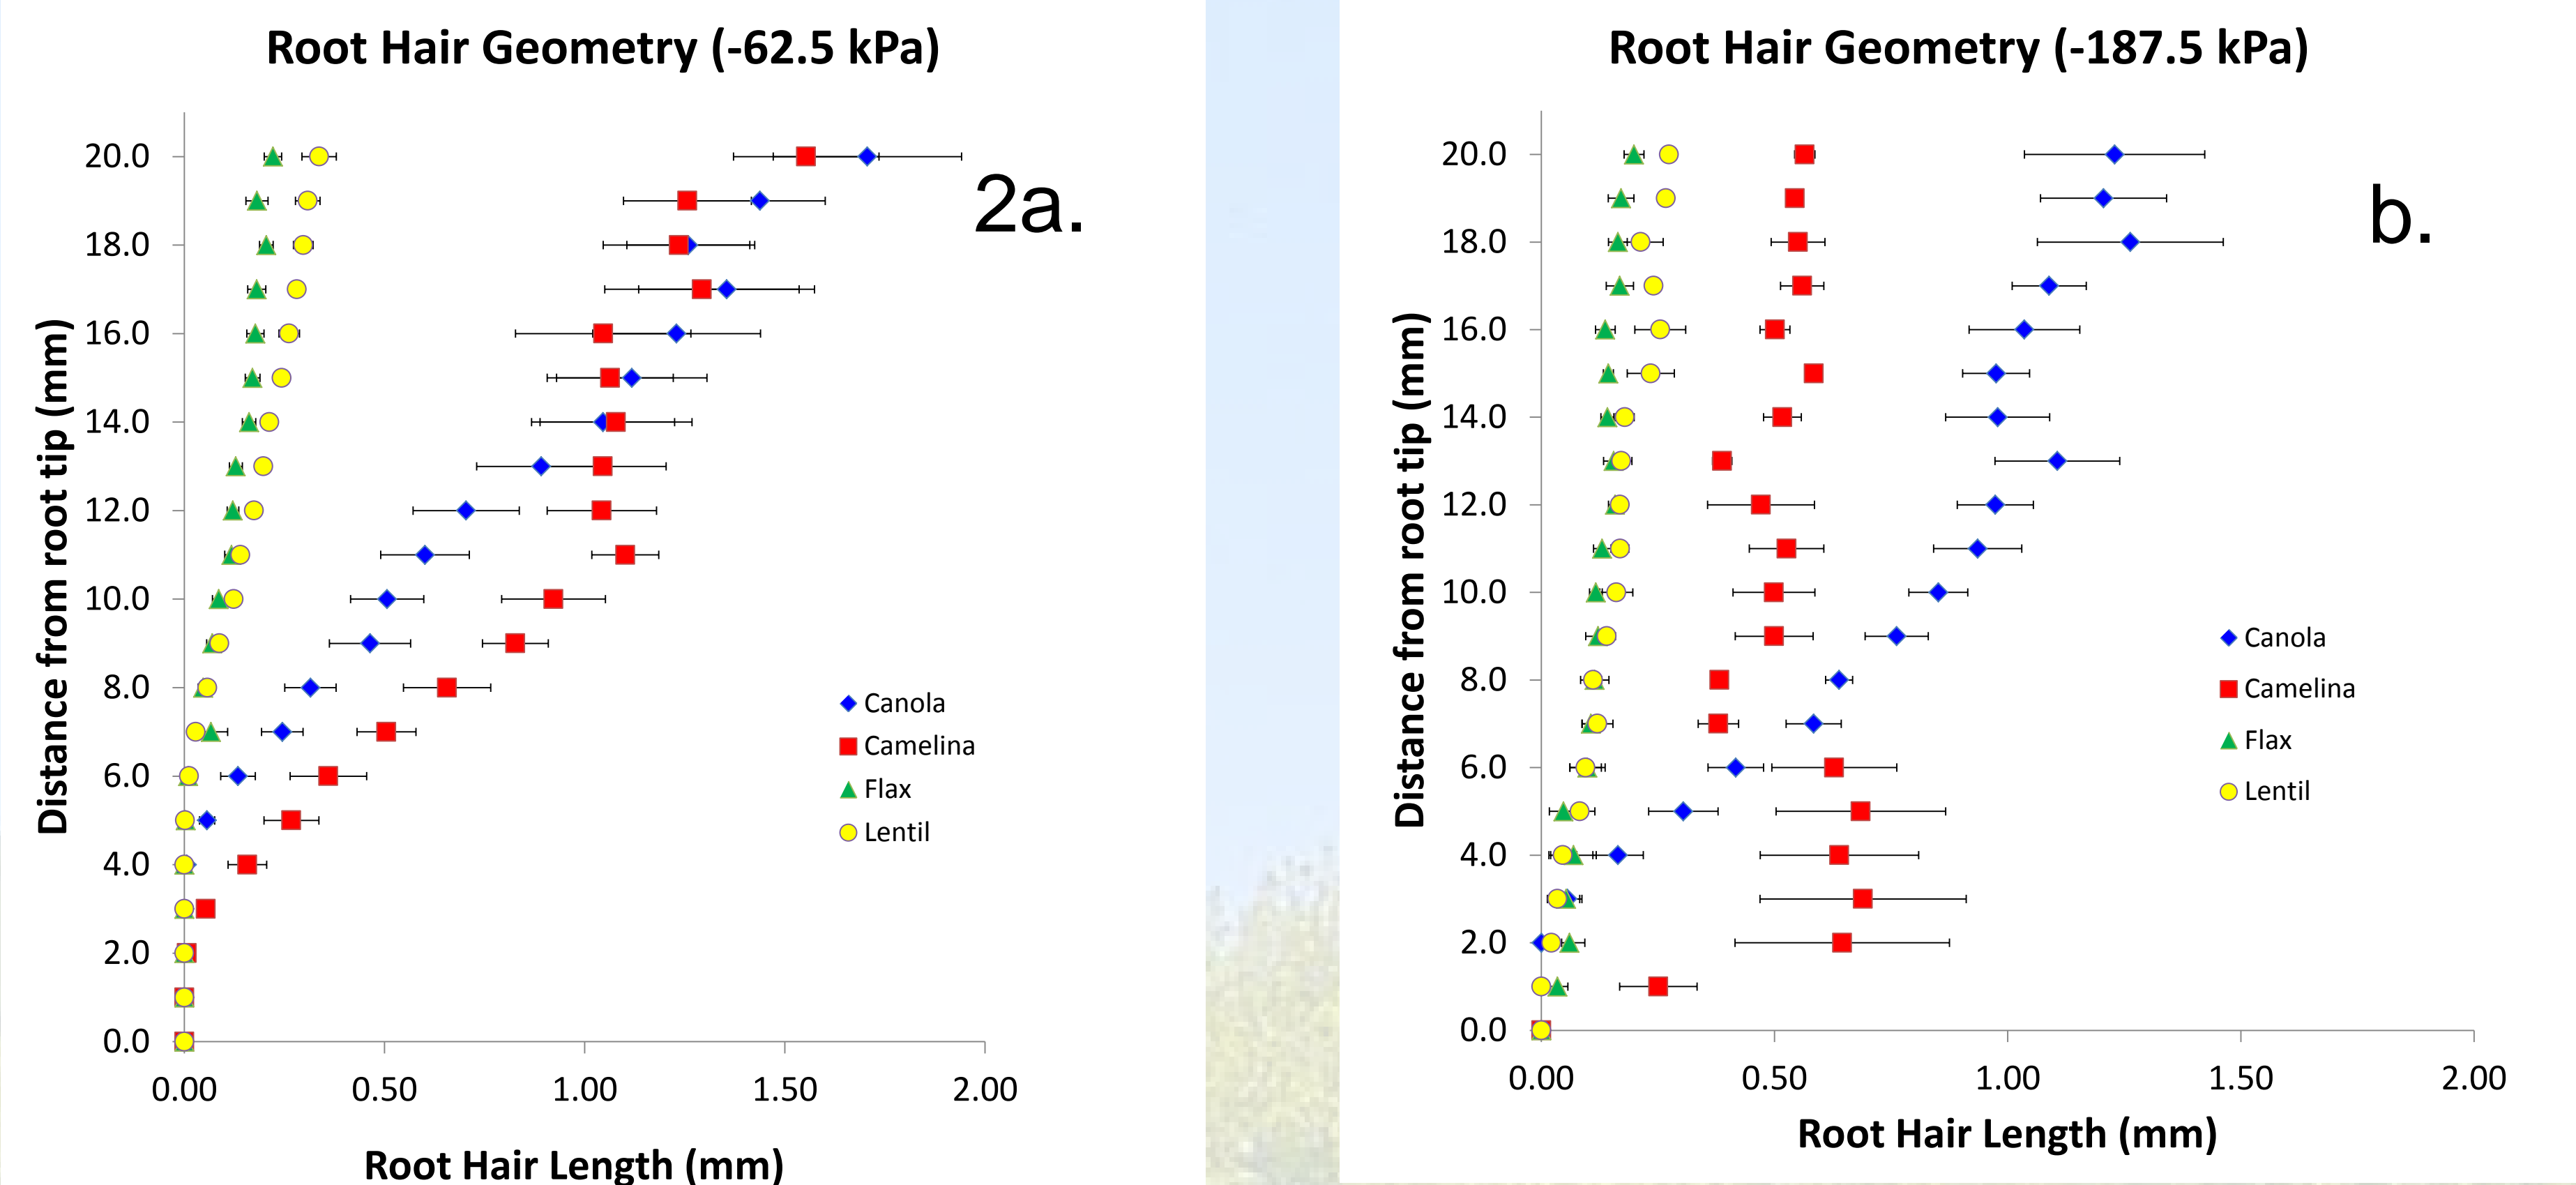 Root Hair Geometry (-62.5 kPa)
2a.
Distance from root tip (mm)
20.0
18.0
16.0
14.0
12.0
10.0
8.0
6.0
4.0
2.0
0.0
Canola
Camelina
Flax
Lentil
0.00 0.50 1.00 1.50 2.00
Root Hair Length (mm)
Root Hair Geometry (-187.5 kPa)
b.
Distance from root tip (mm)
20.0
18.0
16.0
14.0
12.0
10.0
8.0
6.0
4.0
2.0
0.0
Canola
Camelina
Flax
Lentil
0.00 0.50 1.00 1.50 2.00
Root Hair Length (mm)